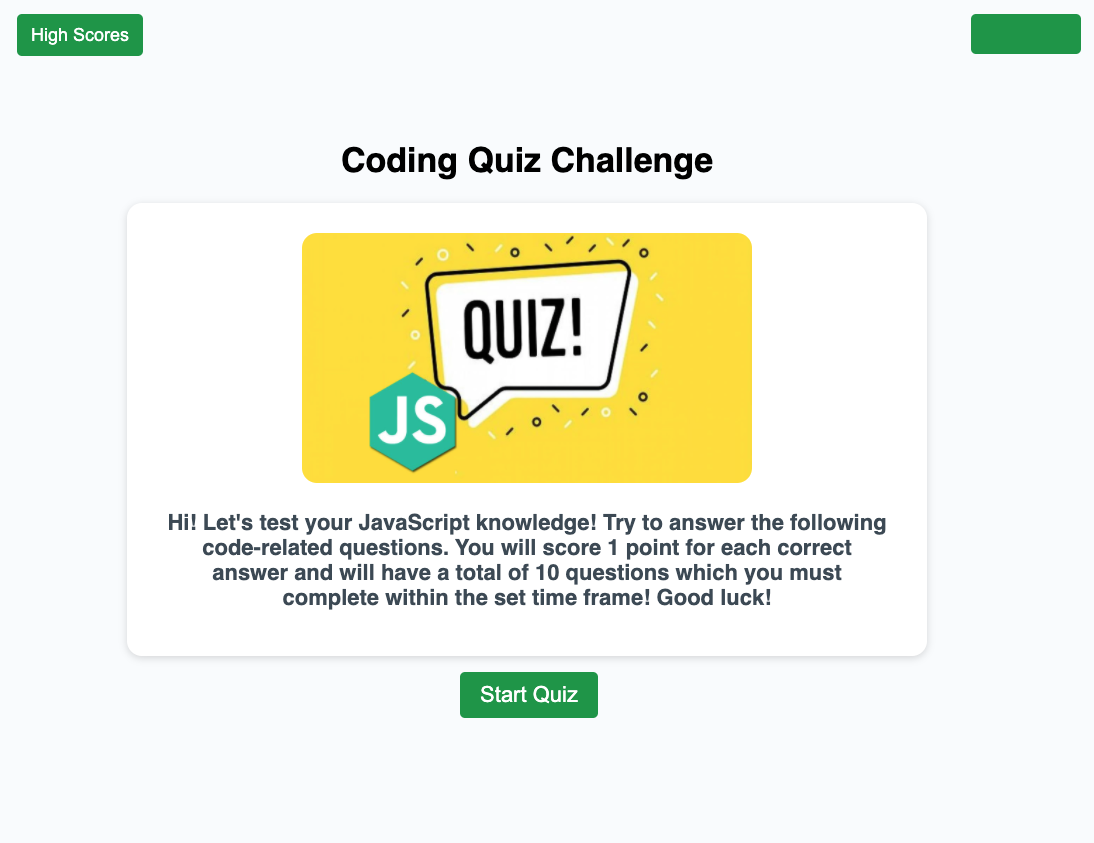 High Scores
Coding Quiz Challenge
QUIZ!
JS
Hi! Let's test your JavaScript knowledge! Try to answer the following
code-related questions. You will score 1 point for each correct
answer and will have a total of 10 questions which you must
complete within the set time frame! Good luck!
Start Quiz